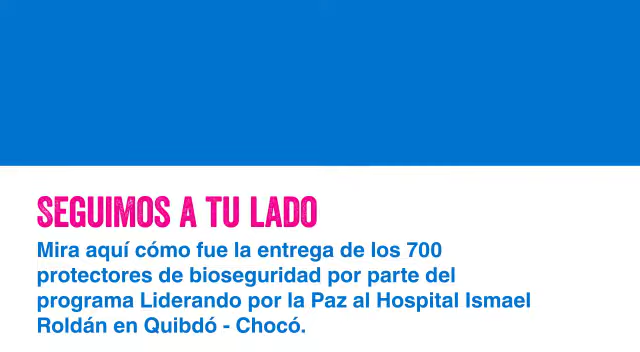 SEGUIMOS A TU LADO
Mira aquí cómo fue la entrega de los 700
protectores de bioseguridad por parte del
programa Liderando por la Paz al Hospital Ismael
Roldán en Quibdó - Chocó.